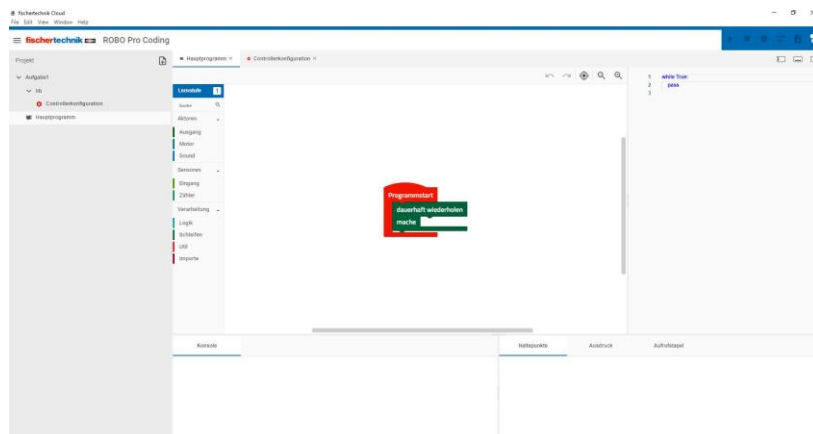 fischertechnik Cloud
File Edit View Window Help
fischertechnik ROBO Pro Coding
Projekt
Hauptprogramm ×
Controllerkonfiguration ×
Aufgabe1
Controllerkonfiguration
Hauptprogramm
Lernstufe 1
Suche
Aktoren
Ausgang
Motor
Sound
Sensoren
Eingang
Zähler
Verarbeitung
Logik
Schleifen
Util
Importe
Programmstart
dauerhaft wiederholen
mache
1 while True:
2 pass
3
Konsole
Haltepunkte
Ausdruck
Aufrufstapel